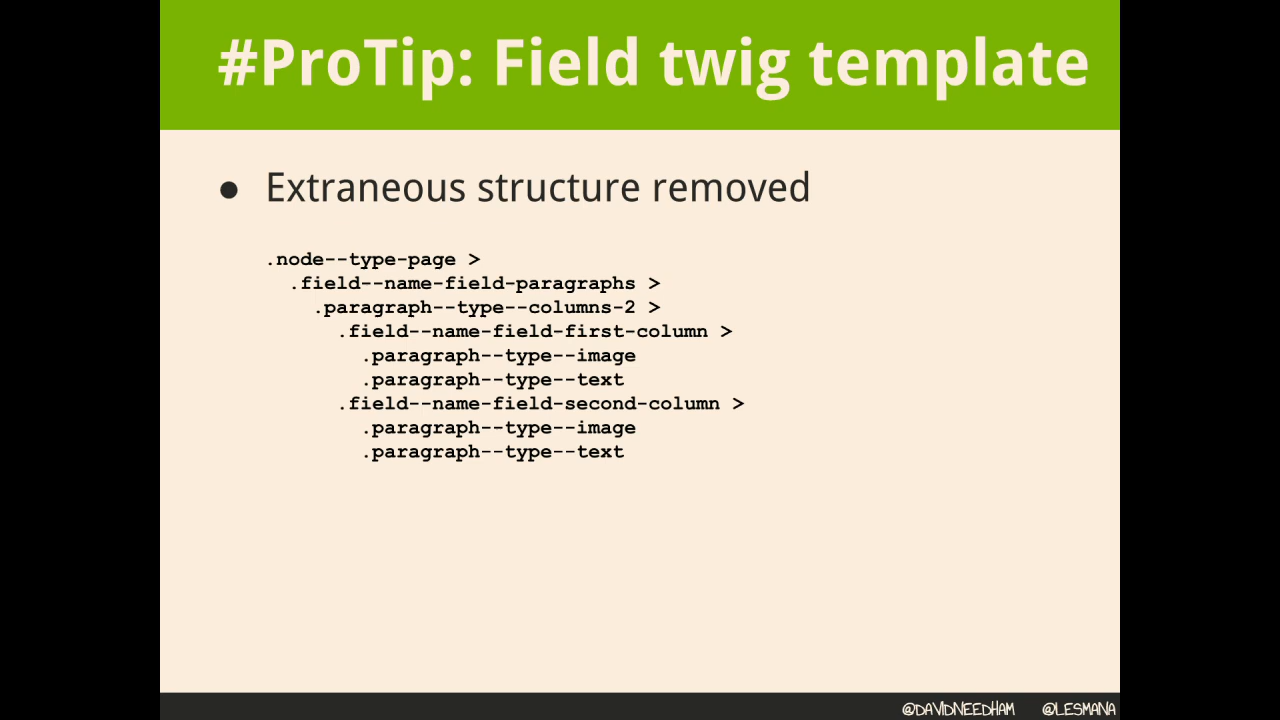 #ProTip: Field twig template
● Extraneous structure removed
.node--type-page >
.field--name-field-paragraphs >
.paragraph--type--columns-2 >
.field--name-field-first-column >
.paragraph--type--image
.paragraph--type--text
.field--name-field-second-column >
.paragraph--type--image
.paragraph--type--text
@DAVIDNEEDHAM @LESMANA